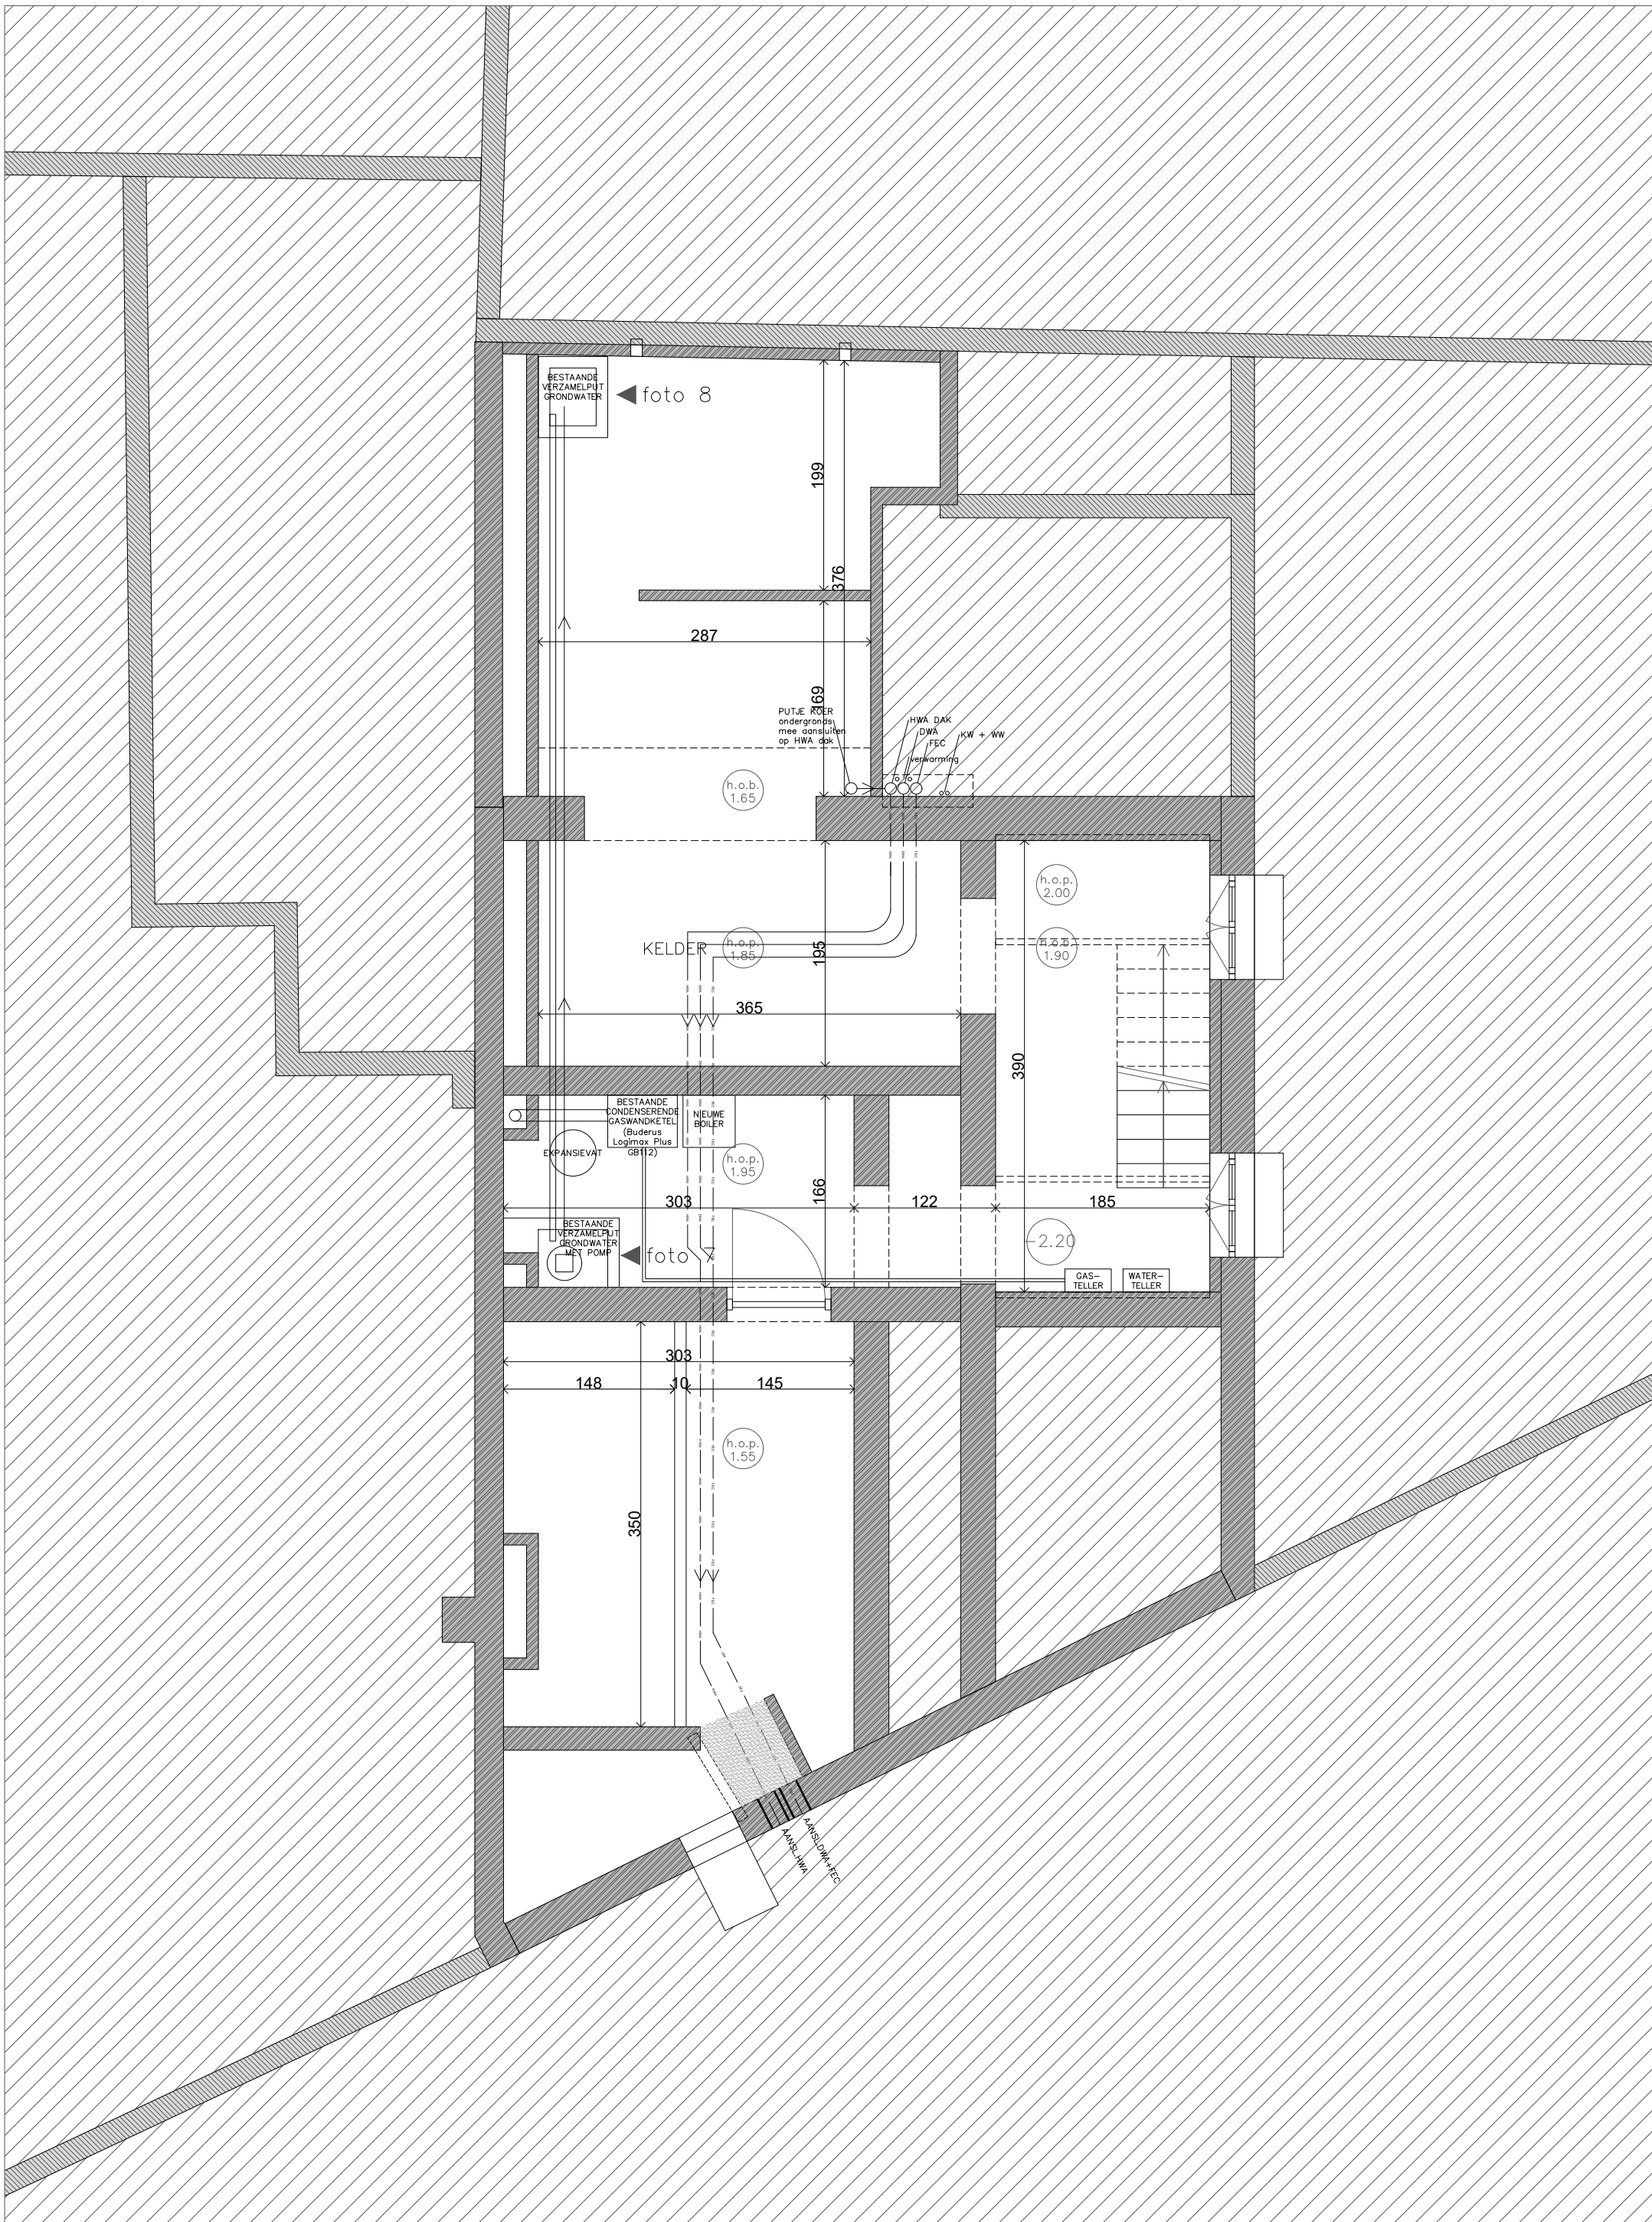 BESTAANDE
VERZAMELPUT
GRONDWATER
foto 8
199
376
287
169
PUTJE KOER
ondergronds
mee aansluiten
op HWA dak
HWA DAK
DWA
FEC
KW + WW
verwarming
h.o.b.
1.65
h.o.p.
2.00
KELDER
h.o.p.
1.85
195
h.o.b.
1.90
365
390
BESTAANDE
CONDENSERENDE
GASWANDKETEL
(Buderus
Logimax Plus
GB112)
NIEUWE
BOILER
EXPANSIEVAT
h.o.p.
1.95
166
303
122
185
BESTAANDE
VERZAMELPUT
GRONDWATER
MET POMP
foto 7
-2.20
GAS-
TELLER
WATER-
TELLER
303
148
10
145
h.o.p.
1.55
350
AANSL.HWA
AANSL.DWA+FEC